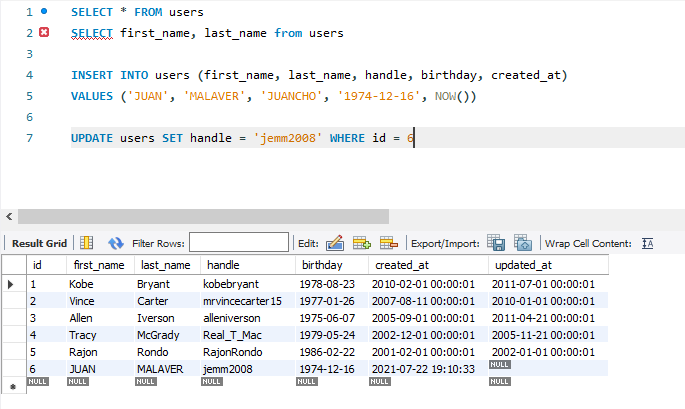 1 SELECT * FROM users
2 SELECT first_name, last_name from users
3
4 INSERT INTO users (first_name, last_name, handle, birthday, created_at)
5 VALUES ('JUAN', 'MALAVER', 'JUANCHO', '1974-12-16', NOW())
6
7 UPDATE users SET handle = 'jemm2008' WHERE id = 6
Result Grid Filter Rows: Edit: Export/Import: Wrap Cell Content: IA
id first_name last_name handle birthday created_at updated_at
1 Kobe Bryant kobebryant 1978-08-23 2010-02-01 00:00:01 2011-07-01 00:00:01
2 Vince Carter mrvincecarter15 1977-01-26 2007-08-11 00:00:01 2010-01-01 00:00:01
3 Allen Iverson alleniverson 1975-06-07 2005-09-01 00:00:01 2011-04-21 00:00:01
4 Tracy McGrady Real_T_Mac 1979-05-24 2002-12-01 00:00:01 2005-11-21 00:00:01
5 Rajon Rondo RajonRondo 1986-02-22 2001-02-01 00:00:01 2002-01-01 00:00:01
6 JUAN MALAVER jemm2008 1974-12-16 2021-07-22 19:10:33 NULL
NULL NULL NULL NULL NULL NULL NULL